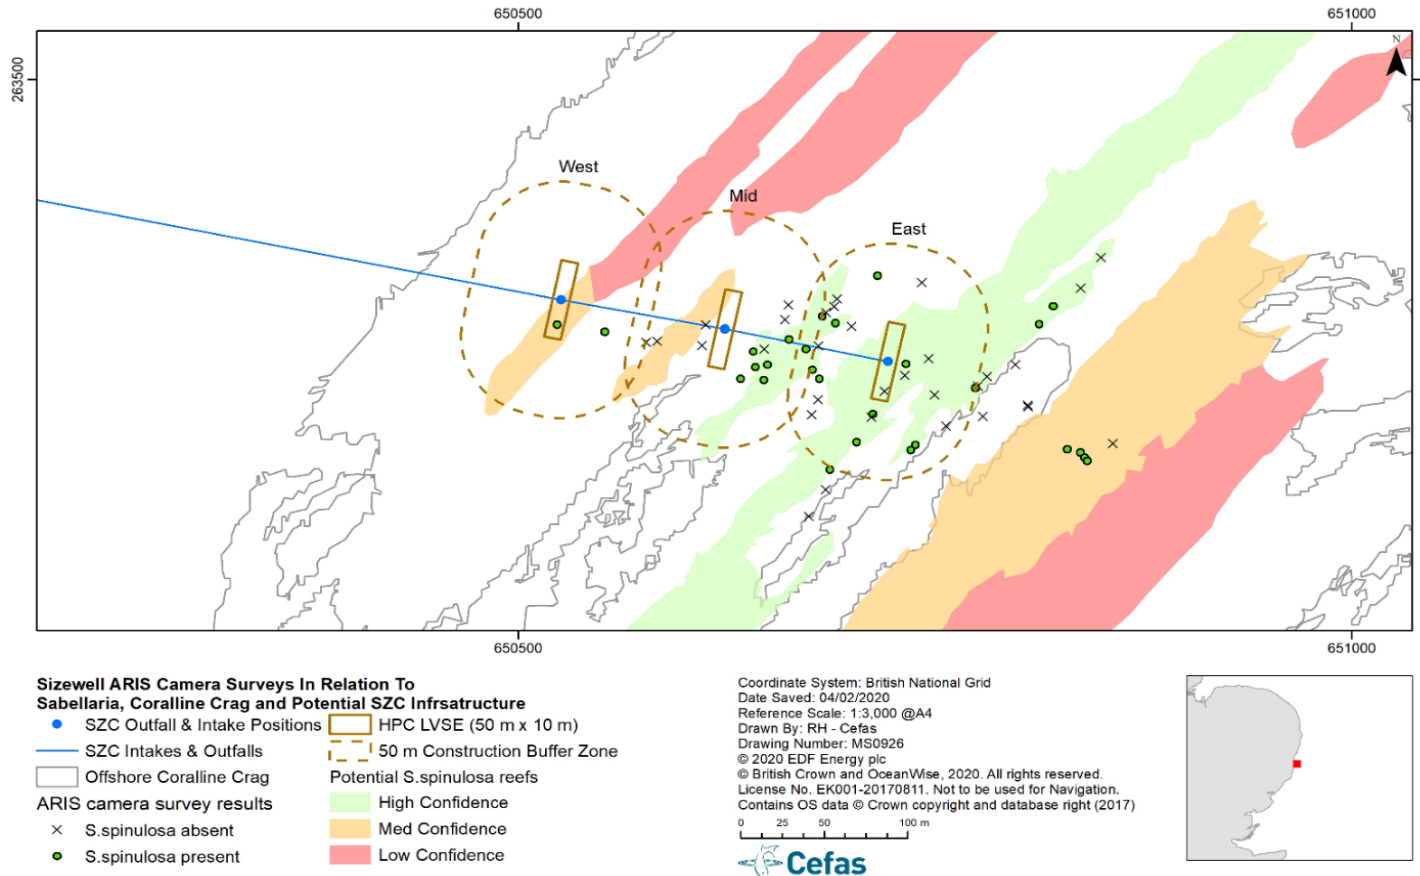 650500
651000
263500
N
West
Mid
East
650500
651000
Sizewell ARIS Camera Surveys In Relation To
Sabellaria, Coralline Crag and Potential SZC Infrsatructure
SZC Outfall & Intake Positions
SZC Intakes & Outfalls
Offshore Coralline Crag
ARIS camera survey results
S.spinulosa absent
S.spinulosa present
HPC LVSE (50 m x 10 m)
50 m Construction Buffer Zone
Potential S.spinulosa reefs
High Confidence
Med Confidence
Low Confidence
Coordinate System: British National Grid
Date Saved: 04/02/2020
Reference Scale: 1:3,000 @A4
Drawn By: RH - Cefas
Drawing Number: MS0926
© 2020 EDF Energy plc
© British Crown and OceanWise, 2020. All rights reserved.
License No. EK001-20170811. Not to be used for Navigation.
Contains OS data © Crown copyright and database right (2017)
0 25 50 100 m
Cefas